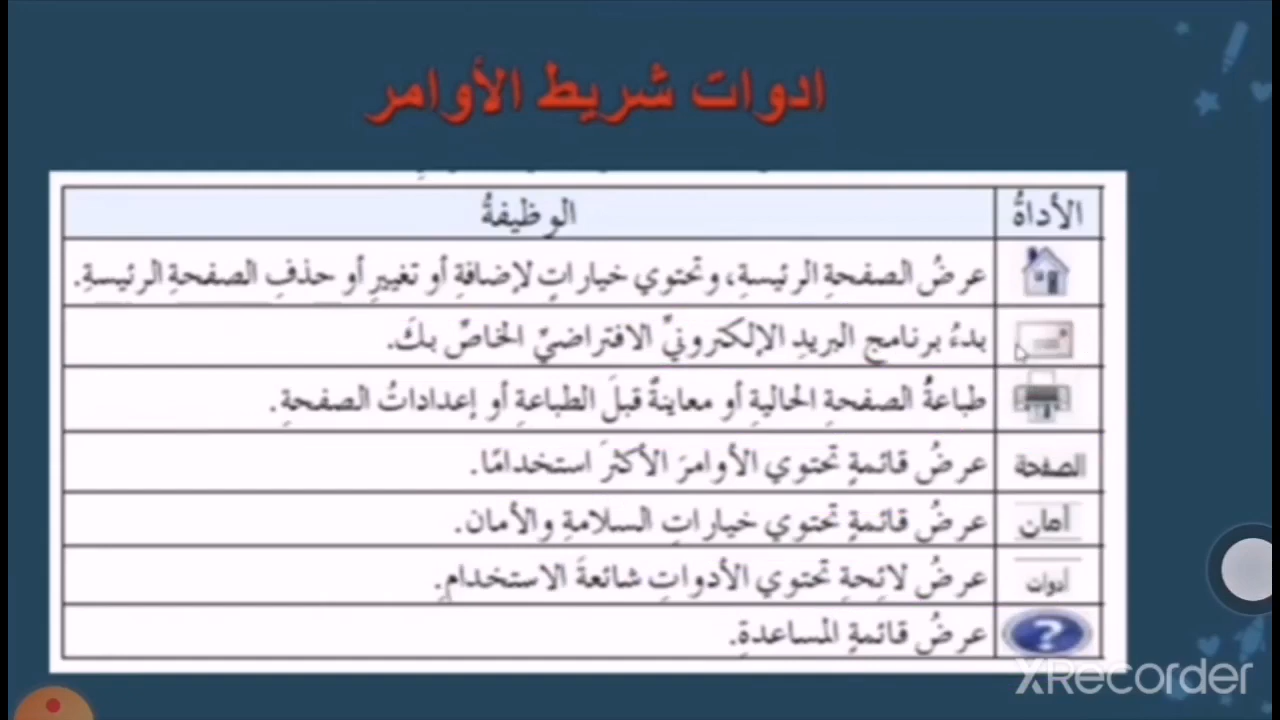 ادوات شريط الأوامر
الأداةُ الوظيفةُ
عرضُ الصفحةِ الرئيسةِ، وتحتوي خياراتٍ لإضافةِ أو تغييرِ أو حذفِ الصفحةِ الرئيسةِ.
بدءُ برنامجِ البريدِ الإلكترونيِّ الافتراضيِّ الخاصِّ بكَ.
طباعةُ الصفحةِ الحاليةِ أو معاينةٌ قبلَ الطباعةِ أو إعداداتُ الصفحةِ.
الصفحة عرضُ قائمةٍ تحتوي الأوامرَ الأكثرَ استخدامًا.
أمان عرضُ قائمةٍ تحتوي خياراتِ السلامةِ والأمان.
أدوات عرضُ لائحةٍ تحتوي الأدواتِ شائعةَ الاستخدامِ.
? عرضُ قائمةِ المساعدةِ.
XRecorder